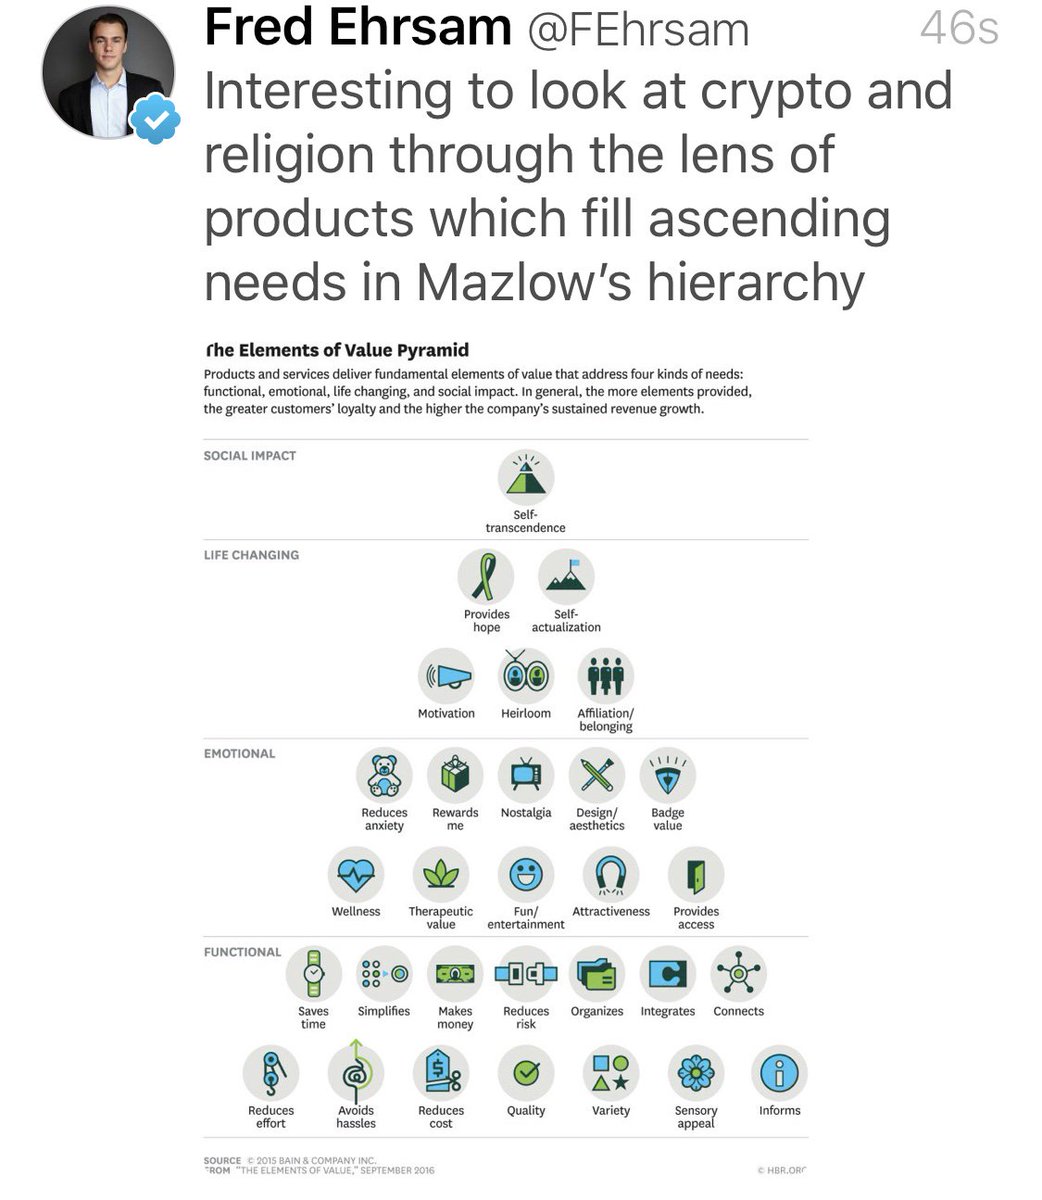 Fred Ehrsam @FEhrsam 46s
Interesting to look at crypto and
religion through the lens of
products which fill ascending
needs in Mazlow's hierarchy
The Elements of Value Pyramid
Products and services deliver fundamental elements of value that address four kinds of needs:
functional, emotional, life changing, and social impact. In general, the more elements provided,
the greater customers' loyalty and the higher the company's sustained revenue growth.
SOCIAL IMPACT
Self-
transcendence
LIFE CHANGING
Provides
hope
Self-
actualization
Motivation
Heirloom
Affiliation/
belonging
EMOTIONAL
Reduces
anxiety
Rewards
me
Nostalgia
Design/
aesthetics
Badge
value
Wellness
Therapeutic
value
Fun/
entertainment
Attractiveness
Provides
access
FUNCTIONAL
Saves
time
Simplifies
Makes
money
Reduces
risk
Organizes
Integrates
Connects
Reduces
effort
Avoids
hassles
$
Reduces
cost
Quality
Variety
Sensory
appeal
i
Informs
SOURCE © 2015 BAIN & COMPANY INC.
FROM "THE ELEMENTS OF VALUE," SEPTEMBER 2016
© HBR.ORG